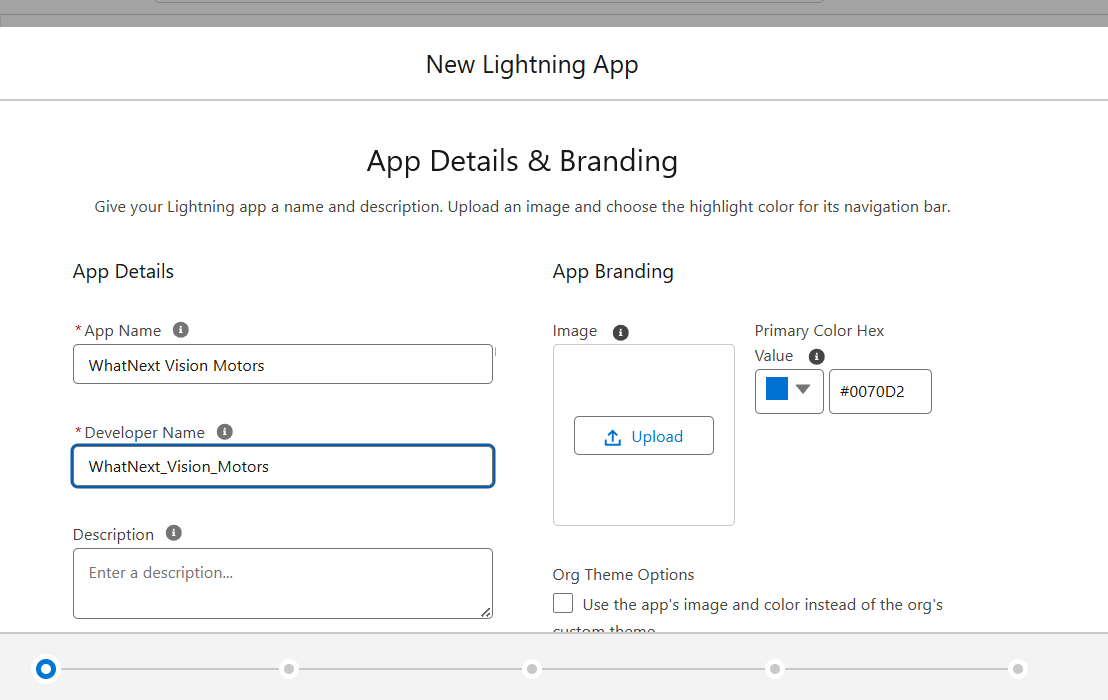 New Lightning App
App Details & Branding
Give your Lightning app a name and description. Upload an image and choose the highlight color for its navigation bar.
App Details
*App Name
WhatNext Vision Motors
*Developer Name
WhatNext_Vision_Motors
Description
Enter a description...
App Branding
Image
Upload
Primary Color Hex
Value
#0070D2
Org Theme Options
Use the app's image and color instead of the org's
custom theme